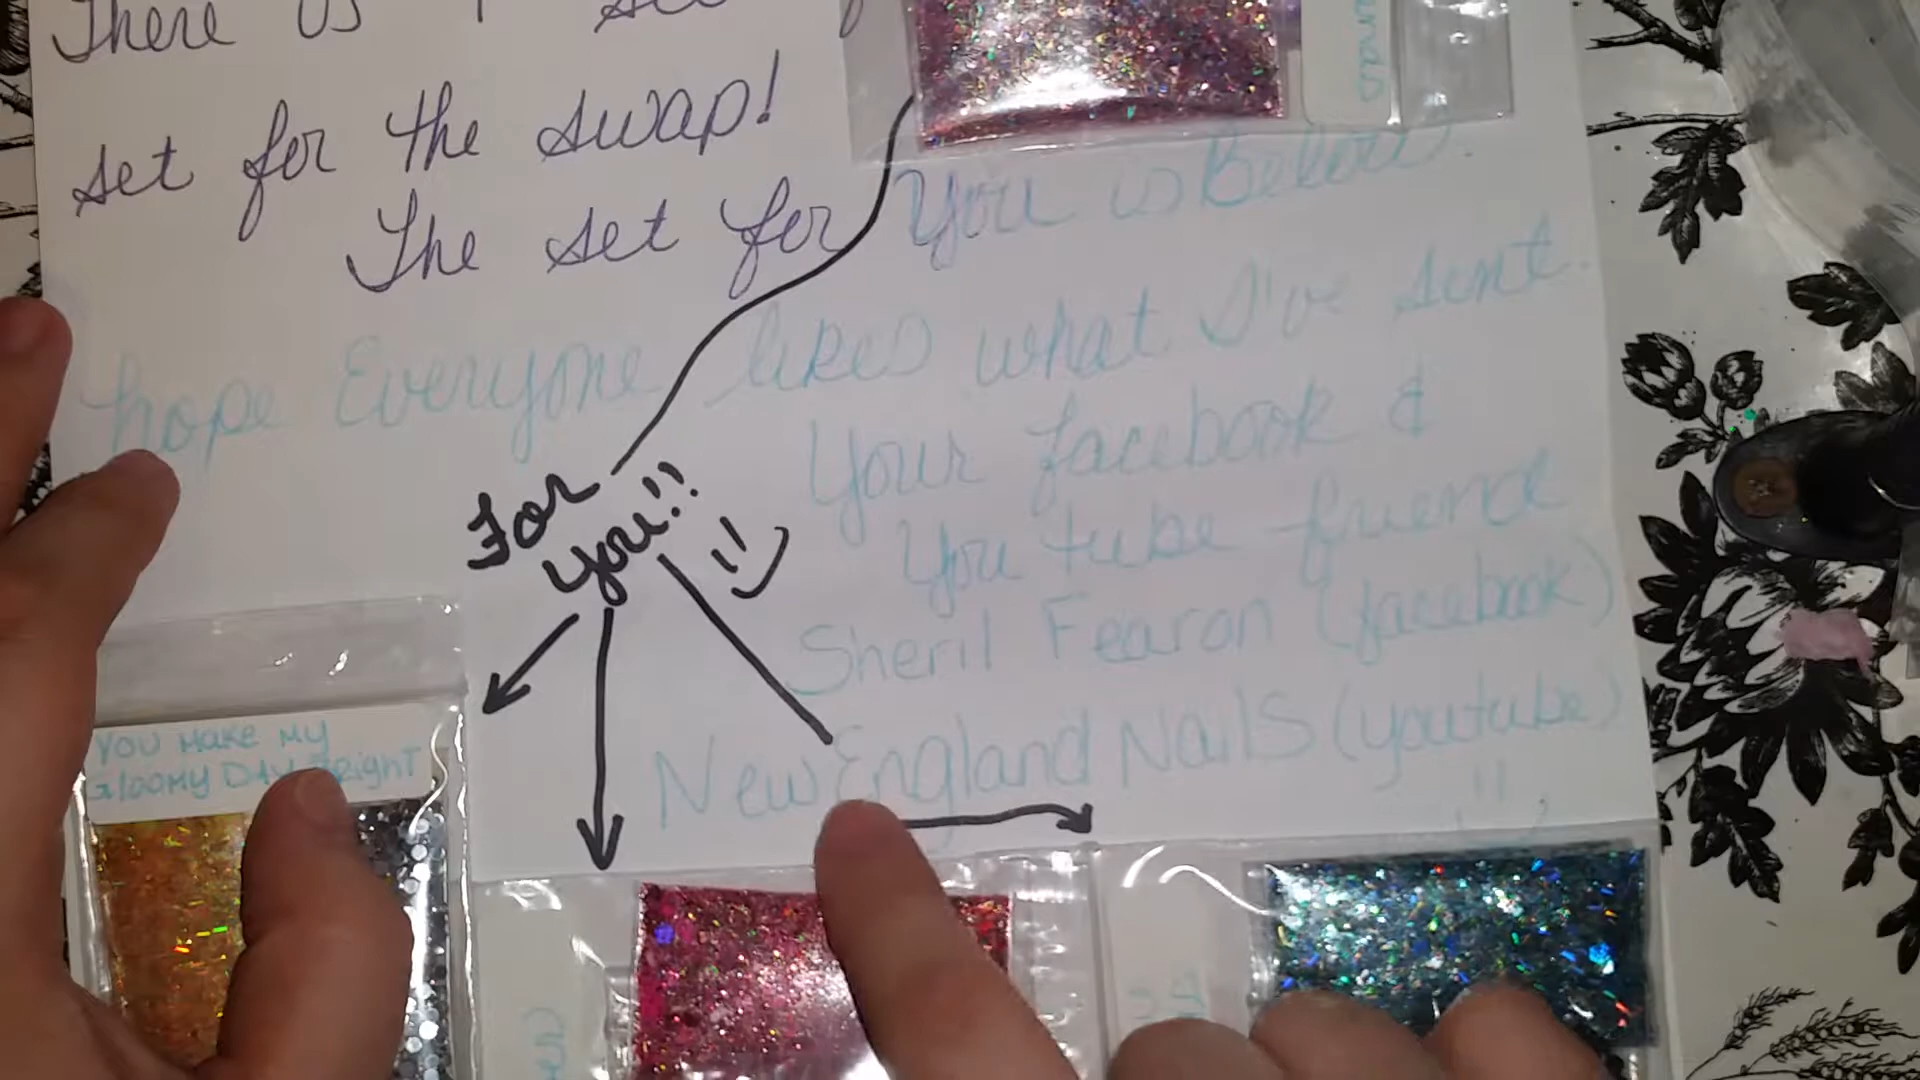 There is 1
set for the swap!
The set for You is Below.
hope Everyone likes what I've sent.
Your facebook &
You tube friend
Sheril Fearon (facebook)
New England Nails (youtube)
For
you!!
You Make My
Gloomy Day Bright
ends